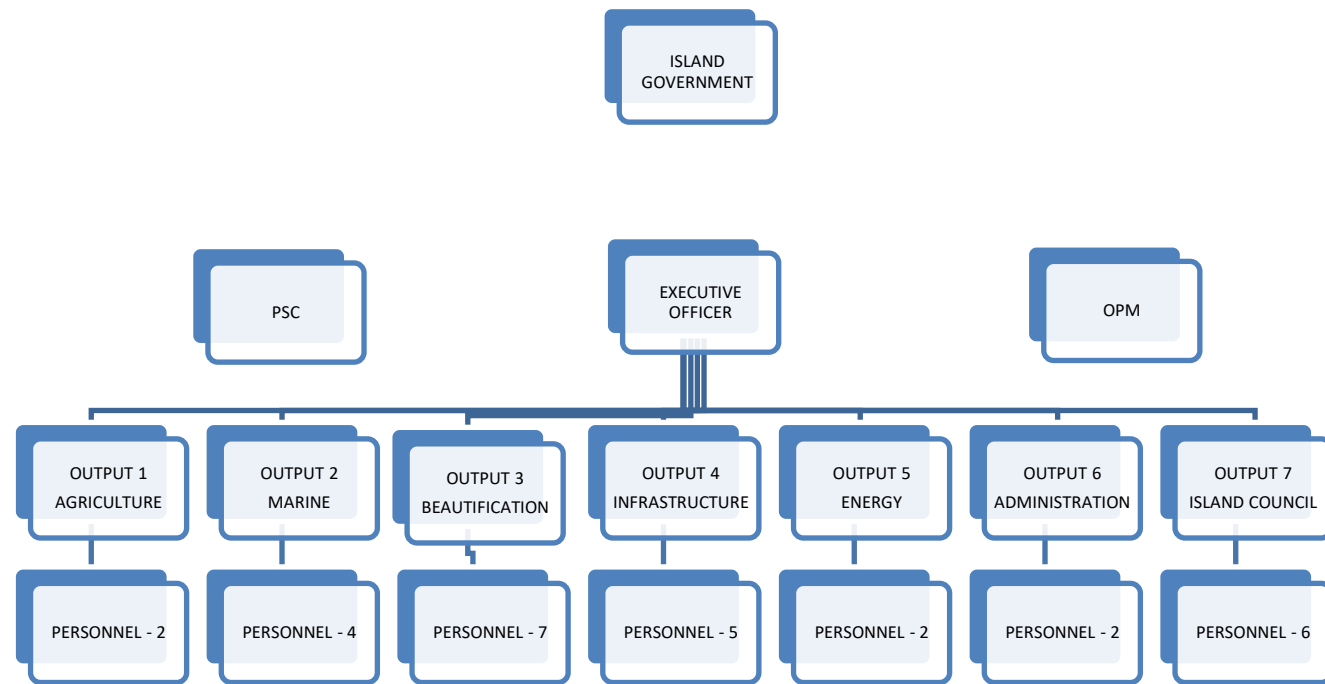 ISLAND
GOVERNMENT
PSC
EXECUTIVE
OFFICER
OPM
OUTPUT 1
AGRICULTURE
OUTPUT 2
MARINE
OUTPUT 3
BEAUTIFICATION
OUTPUT 4
INFRASTRUCTURE
OUTPUT 5
ENERGY
OUTPUT 6
ADMINISTRATION
OUTPUT 7
ISLAND COUNCIL
PERSONNEL - 2
PERSONNEL - 4
PERSONNEL - 7
PERSONNEL - 5
PERSONNEL - 2
PERSONNEL - 2
PERSONNEL - 6